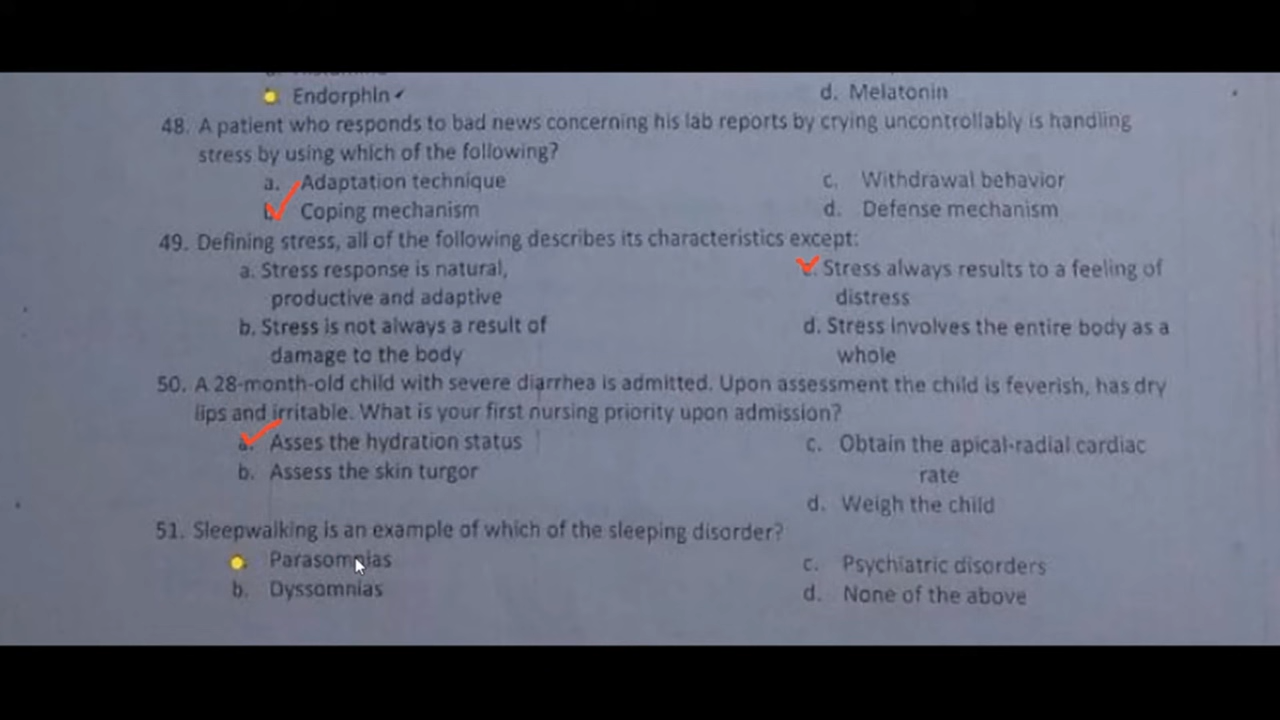 Endorphin d. Melatonin
48. A patient who responds to bad news concerning his lab reports by crying uncontrollably is handling
stress by using which of the following?
a. Adaptation technique c. Withdrawal behavior
Coping mechanism d. Defense mechanism
49. Defining stress, all of the following describes its characteristics except:
a. Stress response is natural, Stress always results to a feeling of
productive and adaptive distress
b. Stress is not always a result of d. Stress involves the entire body as a
damage to the body whole
50. A 28-month-old child with severe diarrhea is admitted. Upon assessment the child is feverish, has dry
lips and irritable. What is your first nursing priority upon admission?
a. Asses the hydration status c. Obtain the apical-radial cardiac
b. Assess the skin turgor rate
d. Weigh the child
51. Sleepwalking is an example of which of the sleeping disorder?
Parasomnias c. Psychiatric disorders
b. Dyssomnias d. None of the above